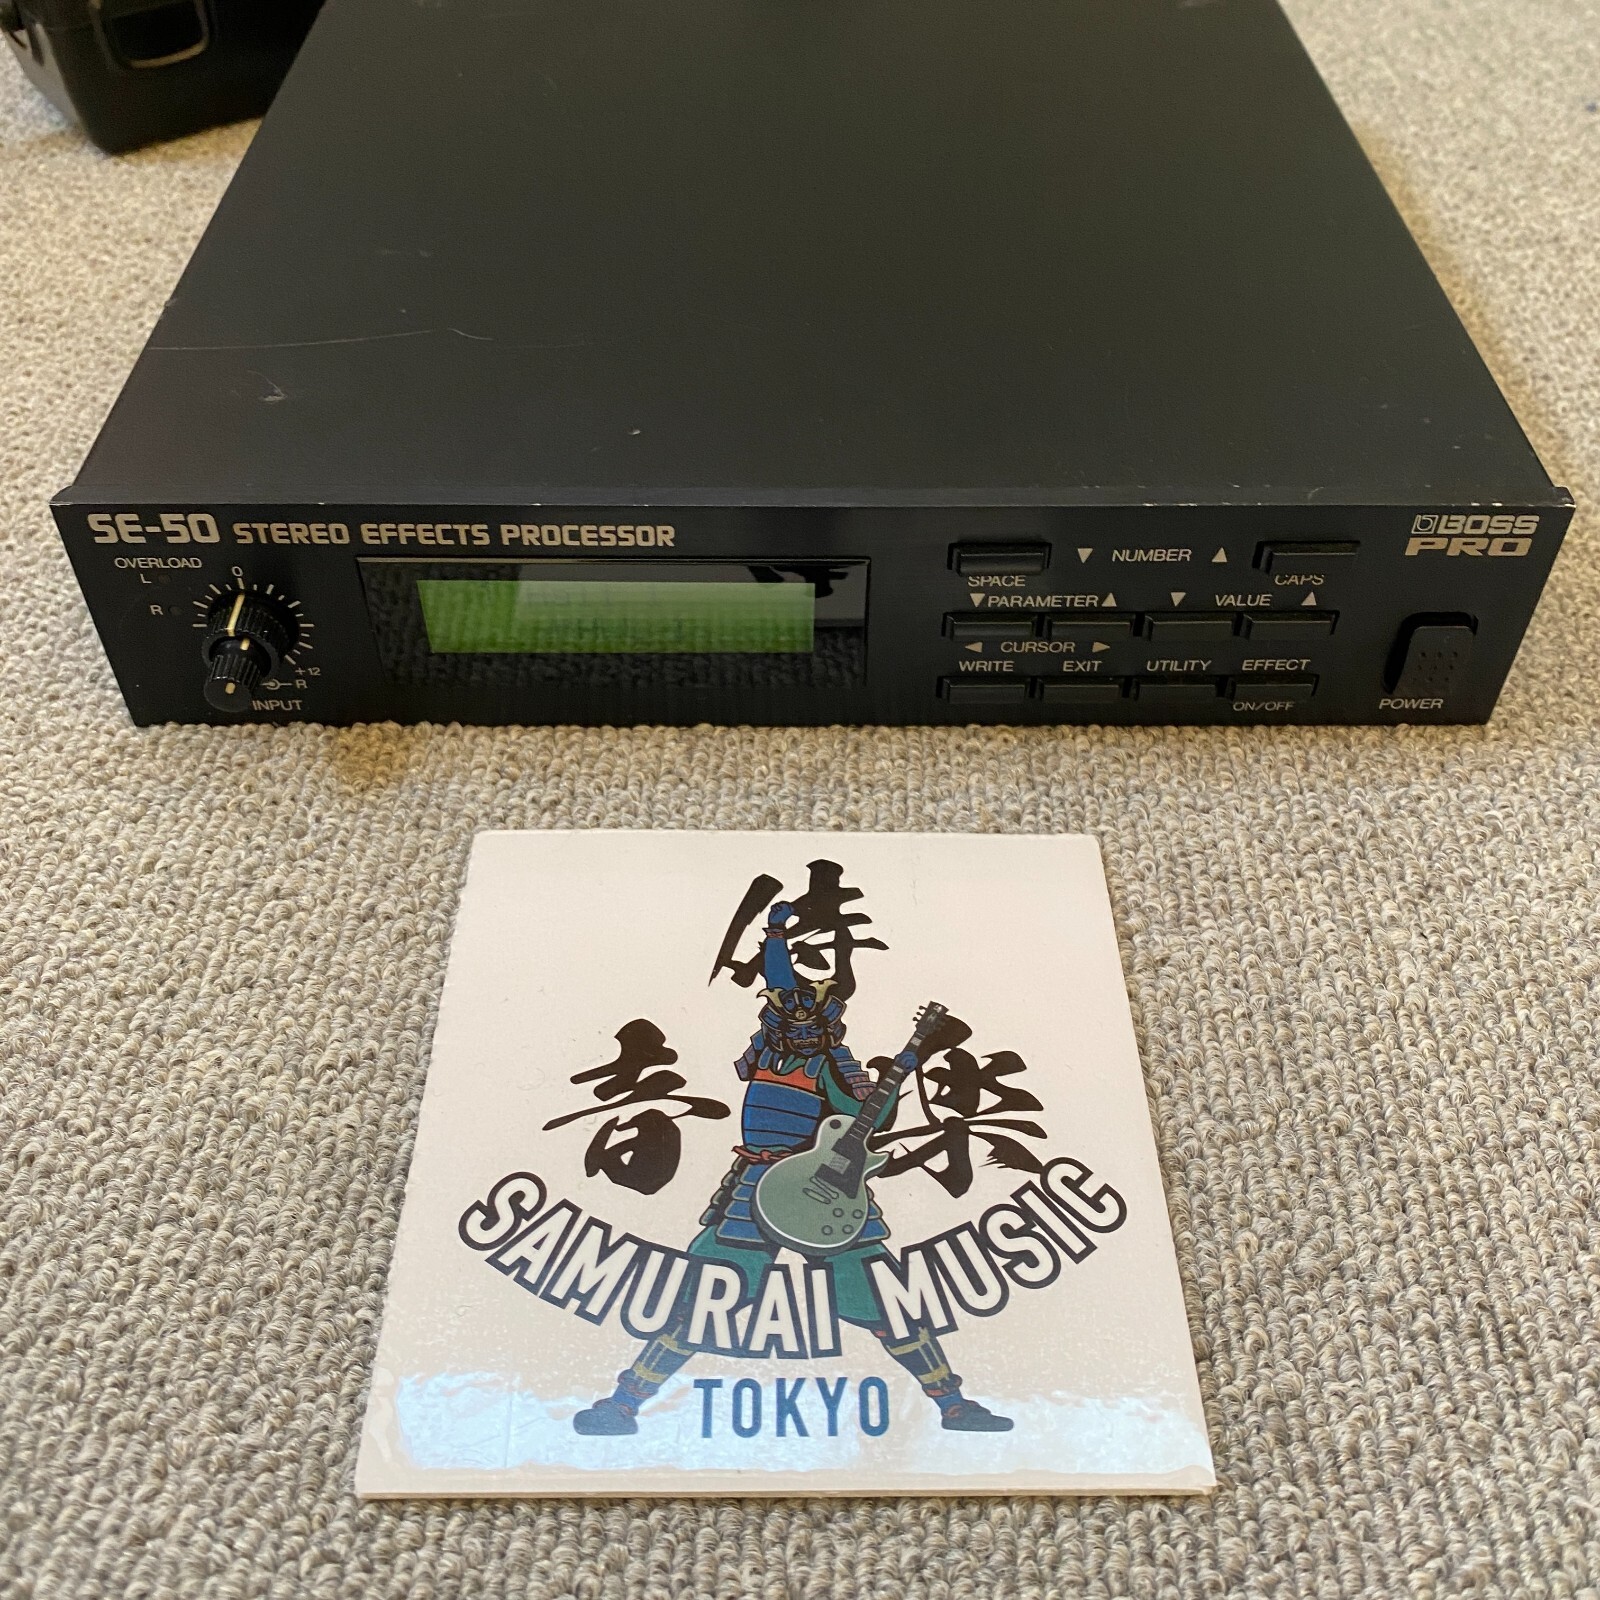 SE-50 STEREO EFFECTS PROCESSOR
BOSS
PRO
OVERLOAD
L
R
0
+12
R
INPUT
▼ NUMBER ▲
SPACE
CAPS
▼PARAMETER▲
▼ VALUE ▲
◀ CURSOR ▶
WRITE
EXIT
UTILITY
EFFECT
ON/OFF
POWER
侍
音楽
SAMURAI MUSIC
TOKYO